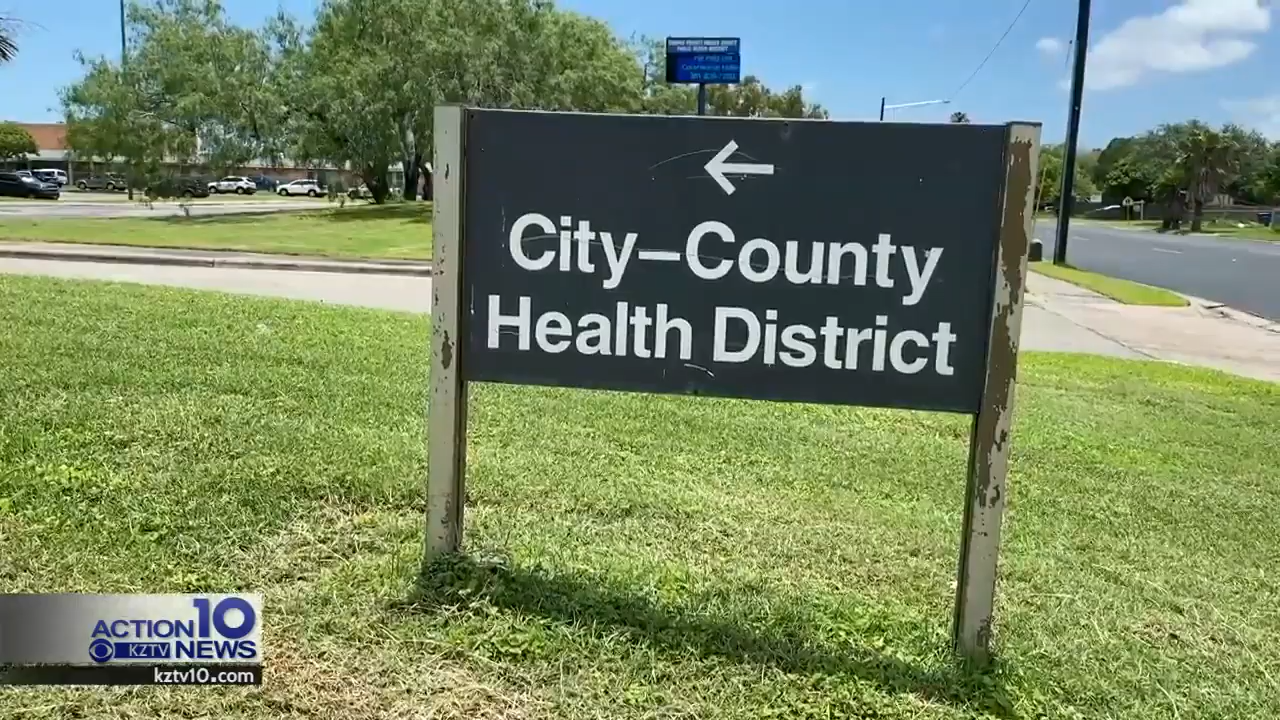 ←
City–County
Health District
ACTION 10
KZTV NEWS
kztv10.com